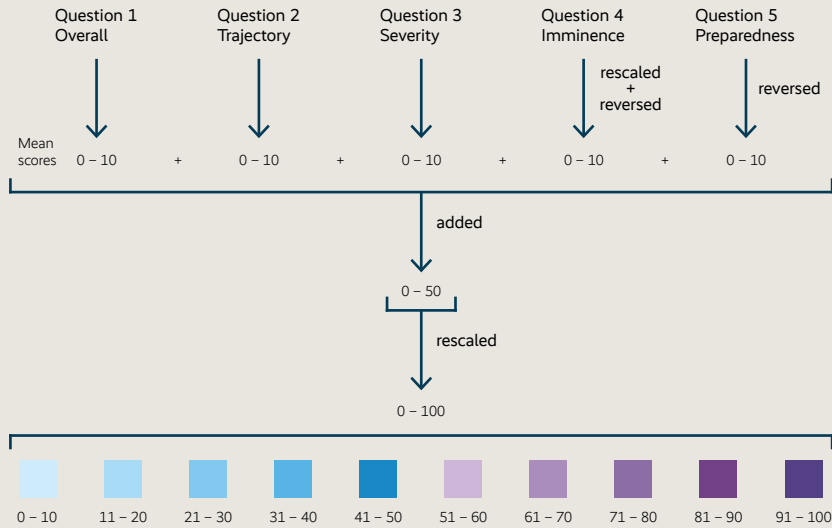 Question 1
Overall
Question 2
Trajectory
Question 3
Severity
Question 4
Imminence
Question 5
Preparedness
rescaled
+
reversed
reversed
Mean
scores
0 – 10 + 0 – 10 + 0 – 10 + 0 – 10 + 0 – 10
added
0 – 50
rescaled
0 – 100
0 – 10 11 – 20 21 – 30 31 – 40 41 – 50 51 – 60 61 – 70 71 – 80 81 – 90 91 – 100